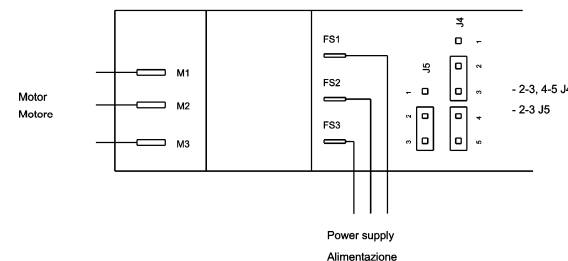 J4
FS1
1
J5
2
M1
FS2
1
3
- 2-3, 4-5 J4
Motor
M2
2
4
- 2-3 J5
Motore
FS3
M3
3
5
Power supply
Alimentazione